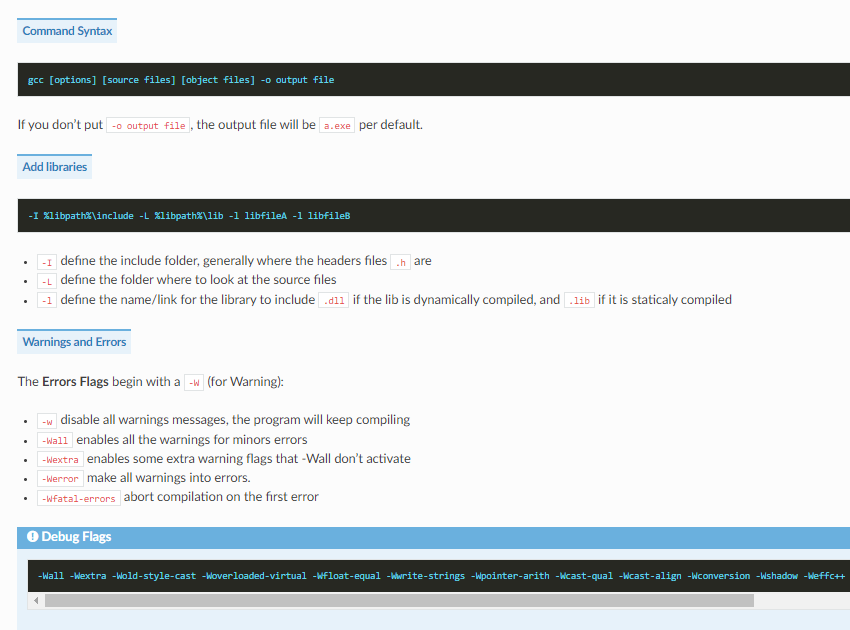 Command Syntax
gcc [options] [source files] [object files] -o output file
If you don’t put -o output file, the output file will be a.exe per default.
Add libraries
-I %libpath%\include -L %libpath%\lib -l libfileA -l libfileB
-I define the include folder, generally where the headers files .h are
-L define the folder where to look at the source files
-l define the name/link for the library to include .dll if the lib is dynamically compiled, and .lib if it is staticaly compiled
Warnings and Errors
The Errors Flags begin with a -W (for Warning):
-w disable all warnings messages, the program will keep compiling
-Wall enables all the warnings for minors errors
-Wextra enables some extra warning flags that -Wall don’t activate
-Werror make all warnings into errors.
-Wfatal-errors abort compilation on the first error
Debug Flags
-Wall -Wextra -Wold-style-cast -Woverloaded-virtual -Wfloat-equal -Wwrite-strings -Wpointer-arith -Wcast-qual -Wcast-align -Wconversion -Wshadow -Weffc++